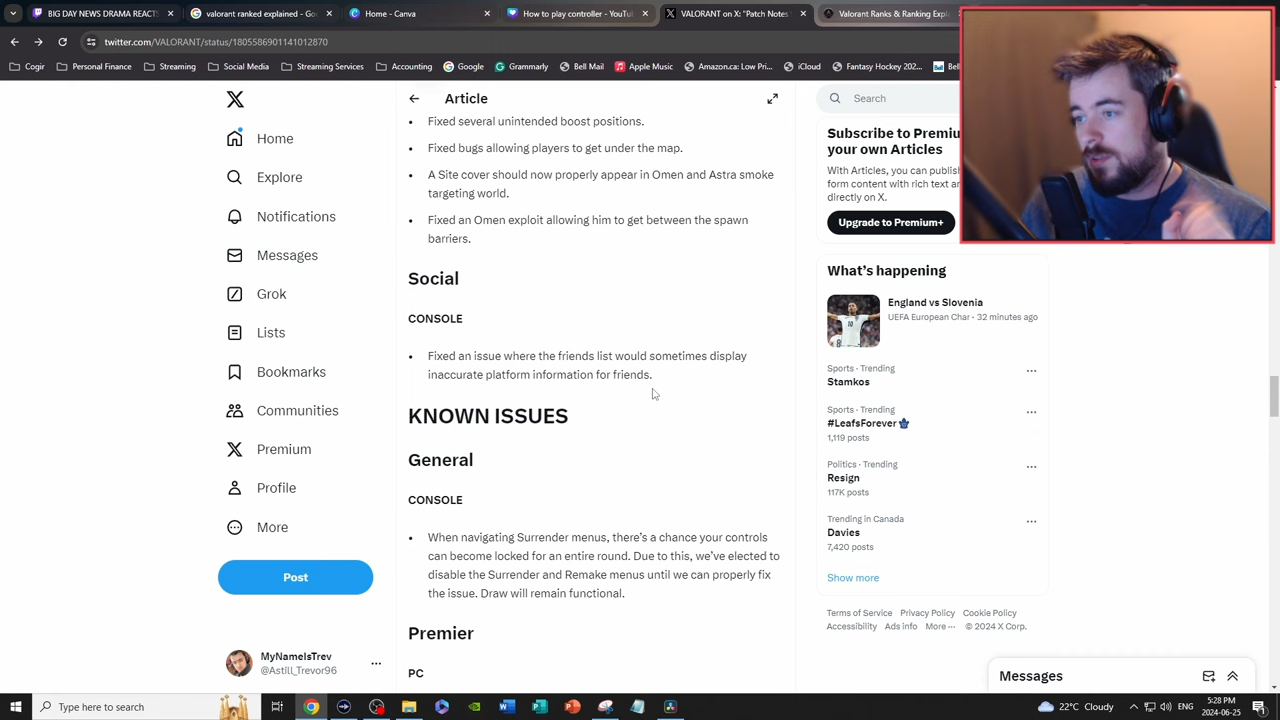 BIG DAY NEWS DRAMA REACTS
valorant ranks - Go
Home - Canva
How to play controller - YouTu
VALORANT on X: "Patch Notes
Valorant Ranks & Ranking Expl
twitter.com/VALORANT/status/1805586901141012870
Cogir
Personal Finance
Streaming
Social Media
Streaming Services
Accounting
Google
Grammarly
Bell Mail
Apple Music
Amazon.ca: Low Pri...
iCloud
Fantasy Hockey 202...
Bell
Article
Search
Home
Explore
Notifications
Messages
Grok
Lists
Bookmarks
Communities
Premium
Profile
More
Post
MyNameIsTrev
@Astill_Trevor96
• Fixed several unintended boost positions.
• Fixed bugs allowing players to get under the map.
• A Site cover should now properly appear in Omen and Astra smoke
targeting world.
• Fixed an Omen exploit allowing him to get between the spawn
barriers.
Social
CONSOLE
• Fixed an issue where the friends list would sometimes display
inaccurate platform information for friends.
KNOWN ISSUES
General
CONSOLE
• When navigating Surrender menus, there's a chance your controls
can become locked for an entire round. Due to this, we've elected to
disable the Surrender and Remake menus until we can properly fix
the issue. Draw will remain functional.
Premier
PC
Subscribe to Premiu
your own Articles
With Articles, you can publis
form content with rich text a
directly on X.
Upgrade to Premium+
What's happening
England vs Slovenia
UEFA European Char · 32 minutes ago
Sports · Trending
Stamkos
Sports · Trending
#LeafsForever
1,119 posts
Politics · Trending
Resign
117K posts
Trending in Canada
Davies
7,420 posts
Show more
Terms of Service Privacy Policy Cookie Policy
Accessibility Ads info More ··· © 2024 X Corp.
Messages
Type here to search
22°C Cloudy
ENG
5:28 PM
2024-06-25